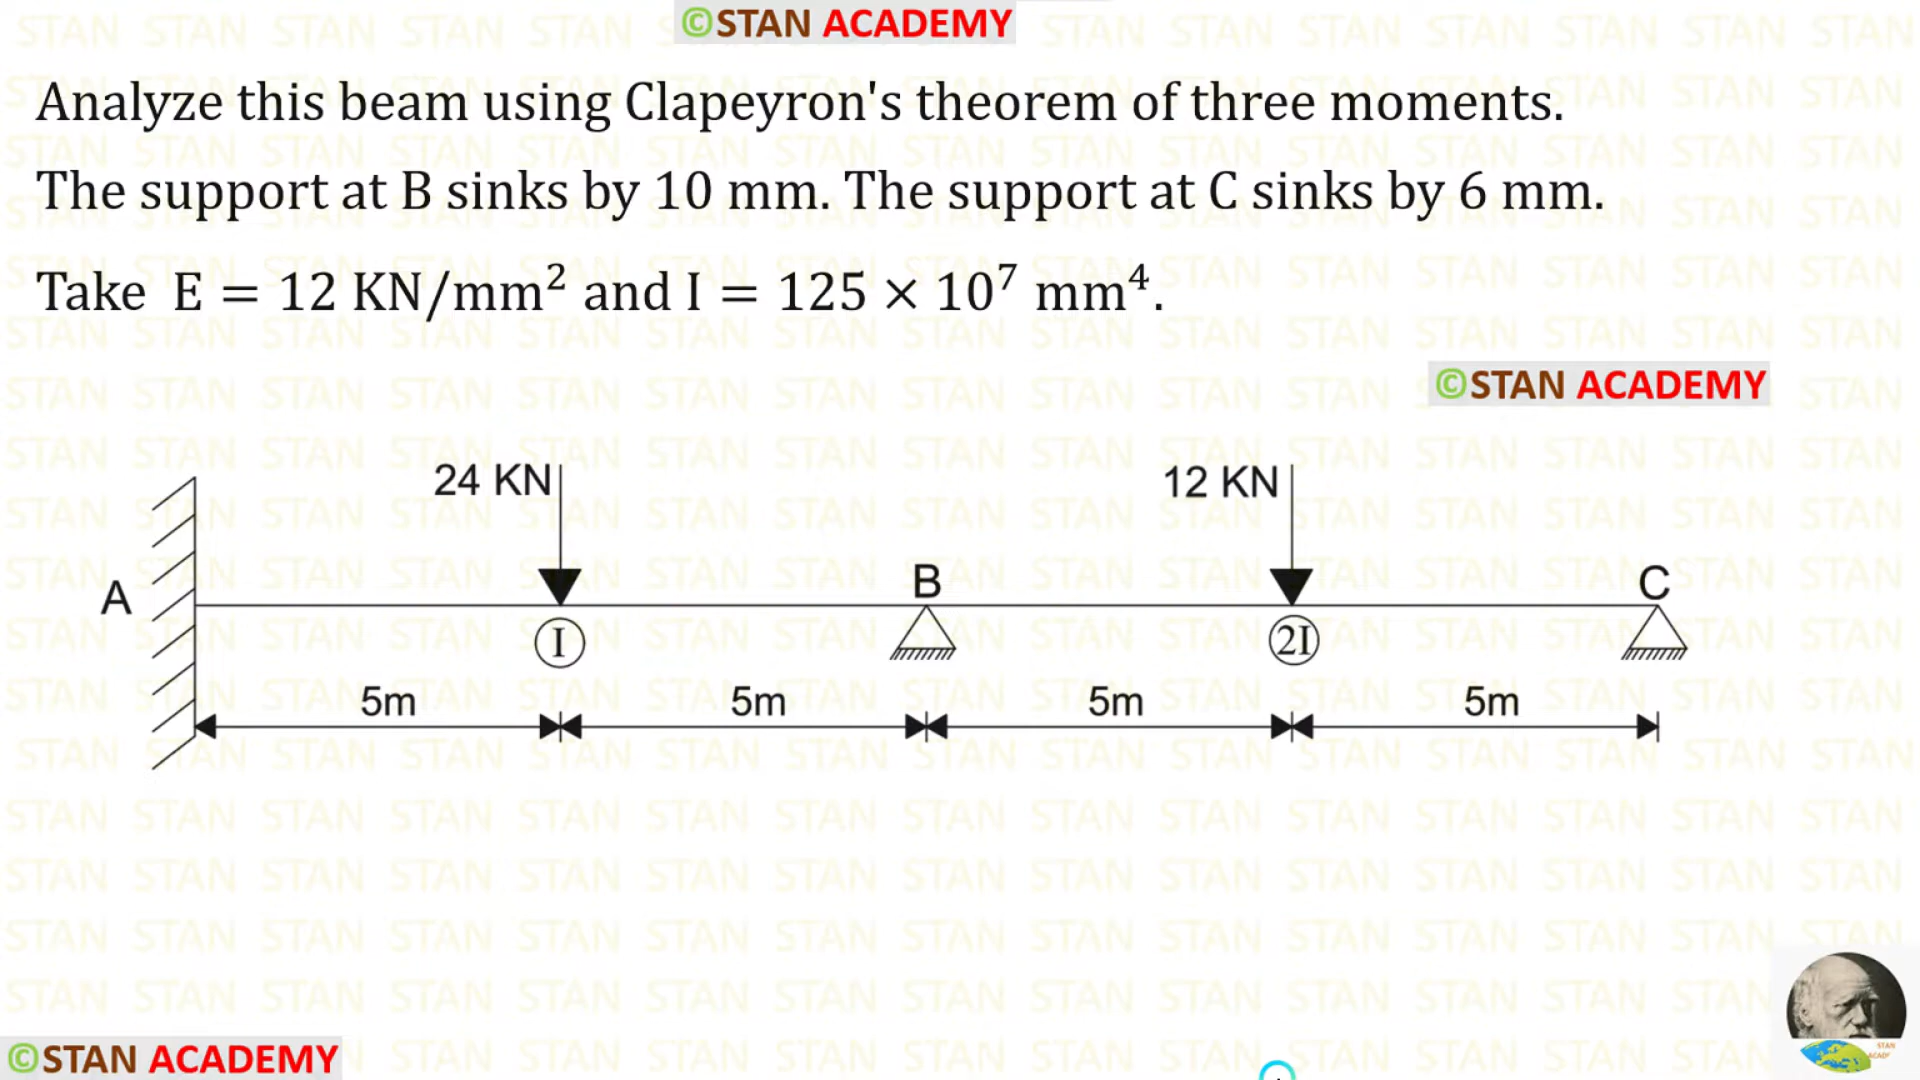 ©STAN ACADEMY
Analyze this beam using Clapeyron's theorem of three moments.
The support at B sinks by 10 mm. The support at C sinks by 6 mm.
Take E = 12 KN/mm² and I = 125 × 10⁷ mm⁴.
©STAN ACADEMY
24 KN
12 KN
A
B
C
I
2I
5m
5m
5m
5m
©STAN ACADEMY